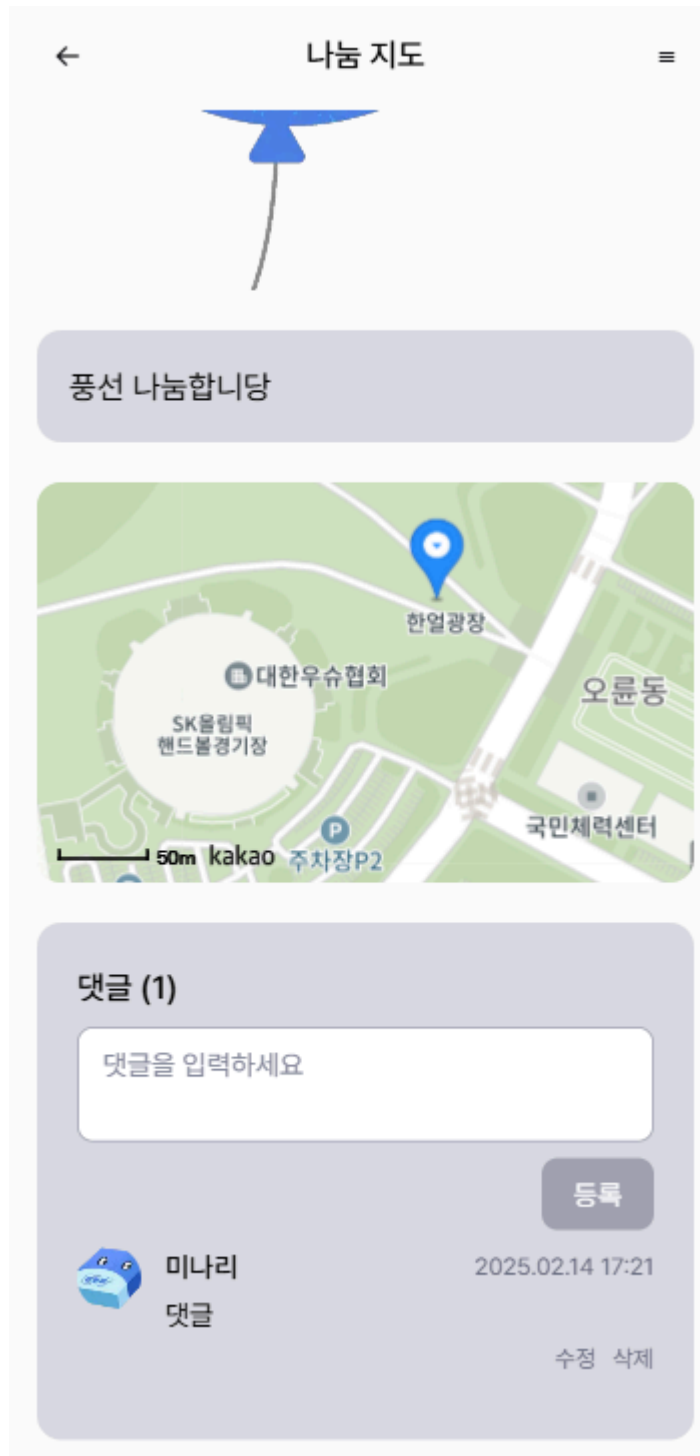 나눔 지도
풍선 나눔합니당
한얼광장
대한우슈협회
오륜동
SK올림픽
핸드볼경기장
국민체력센터
50m kakao 주차장P2
P
댓글 (1)
댓글을 입력하세요
등록
미나리 2025.02.14 17:21
댓글
수정 삭제